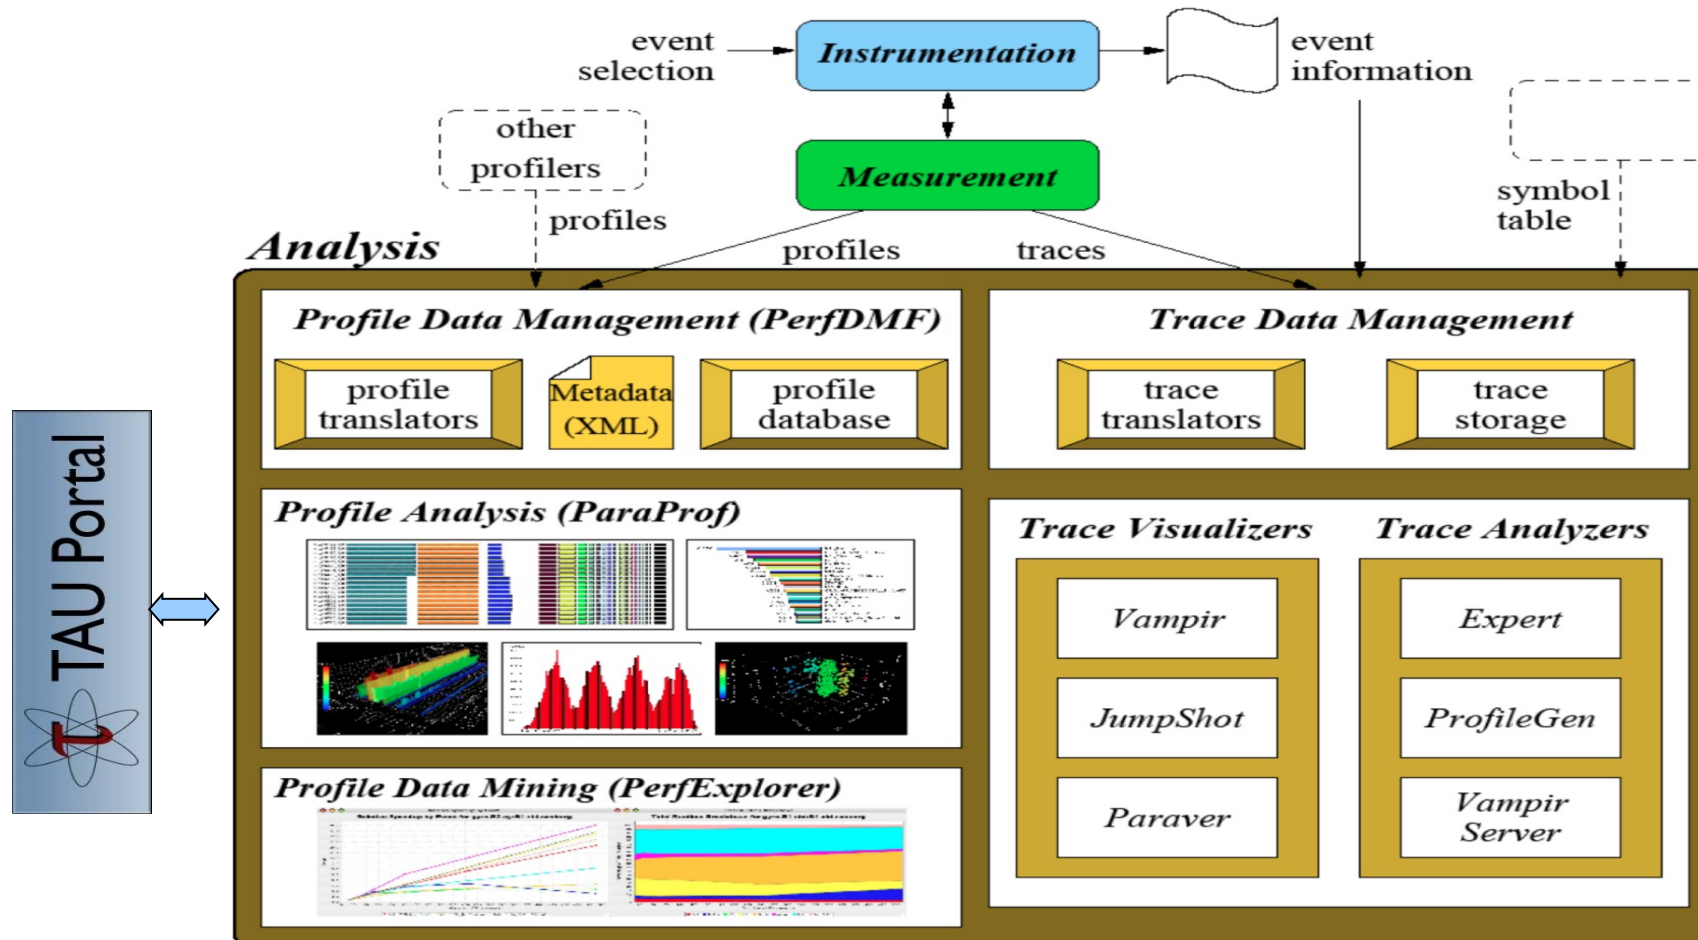 event
selection
Instrumentation
event
information
other
profilers
Measurement
symbol
table
profiles
Analysis
profiles
traces
Profile Data Management (PerfDMF)
profile
translators
Metadata
(XML)
profile
database
Trace Data Management
trace
translators
trace
storage
TAU Portal
Profile Analysis (ParaProf)
Trace Visualizers
Vampir
JumpShot
Paraver
Trace Analyzers
Expert
ProfileGen
Vampir
Server
Profile Data Mining (PerfExplorer)